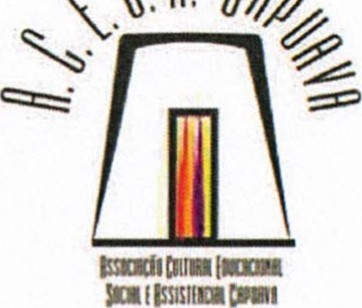 A.C.E.S.A. CAPUAVA
ASSOCIAÇÃO CULTURAL EDUCACIONAL
SOCIAL E ASSISTENCIAL CAPUAVA